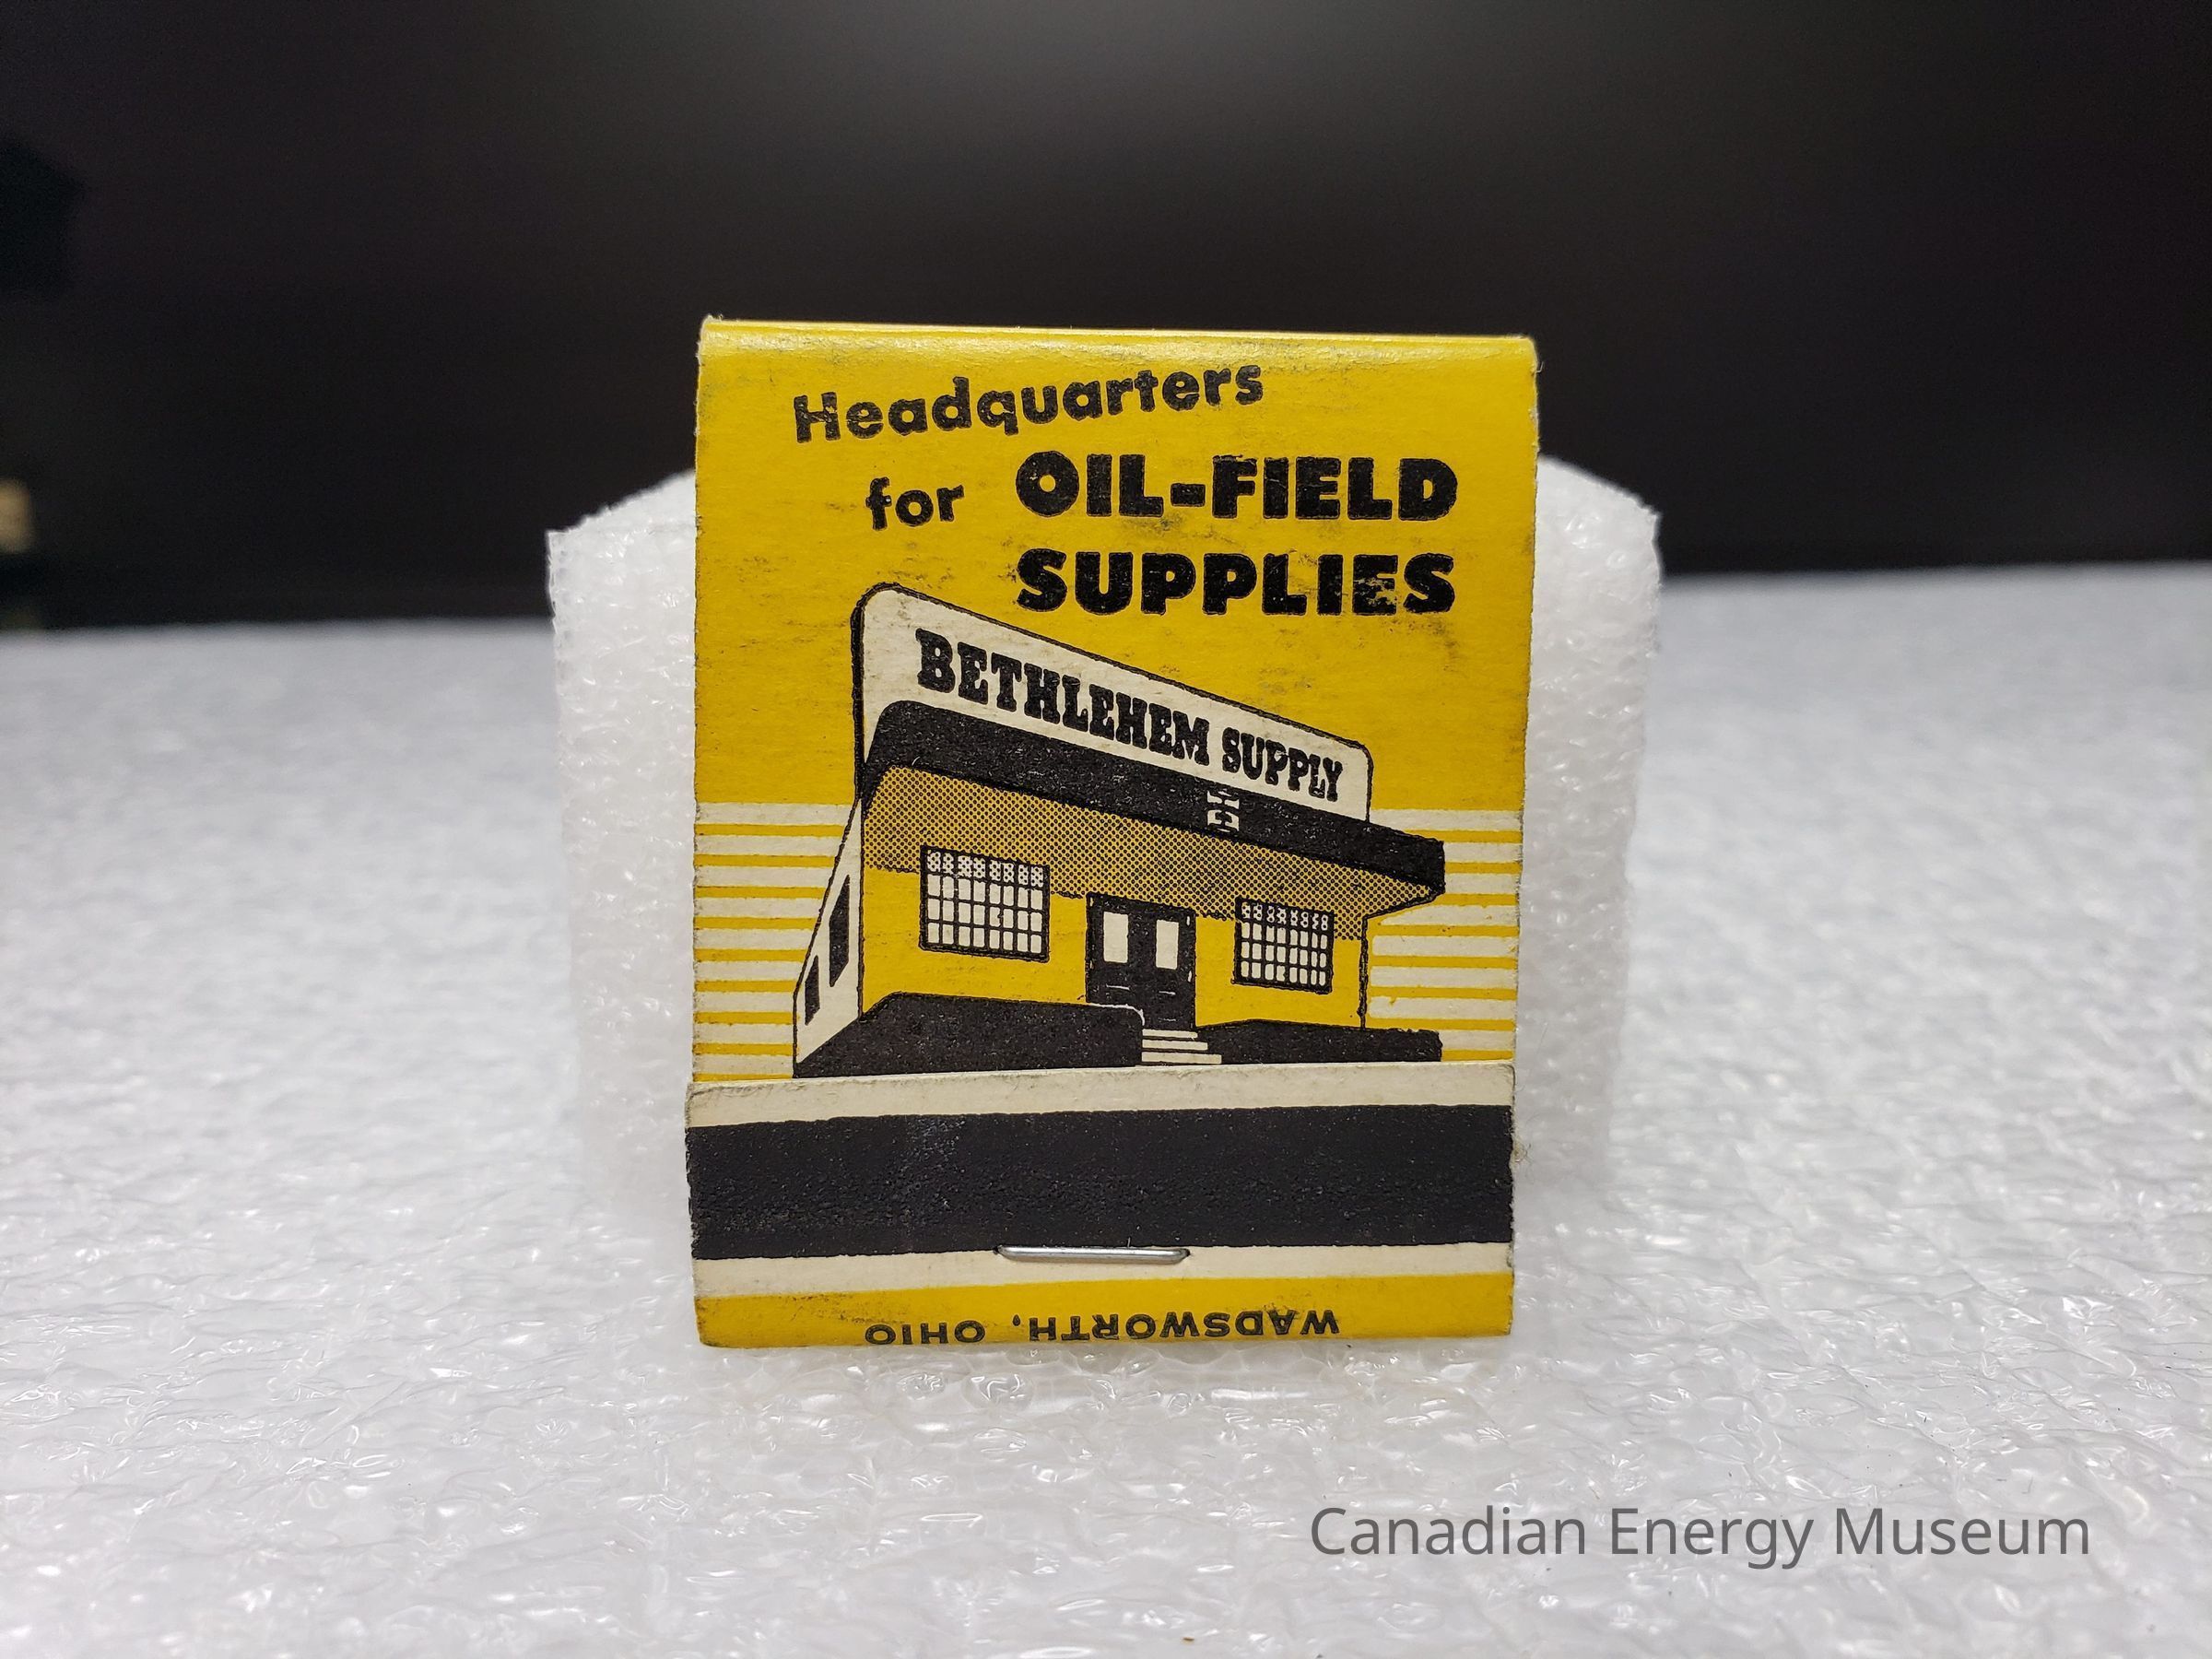 Headquarters
for OIL-FIELD
SUPPLIES
BETHLEHEM SUPPLY
WADSWORTH, OHIO
Canadian Energy Museum